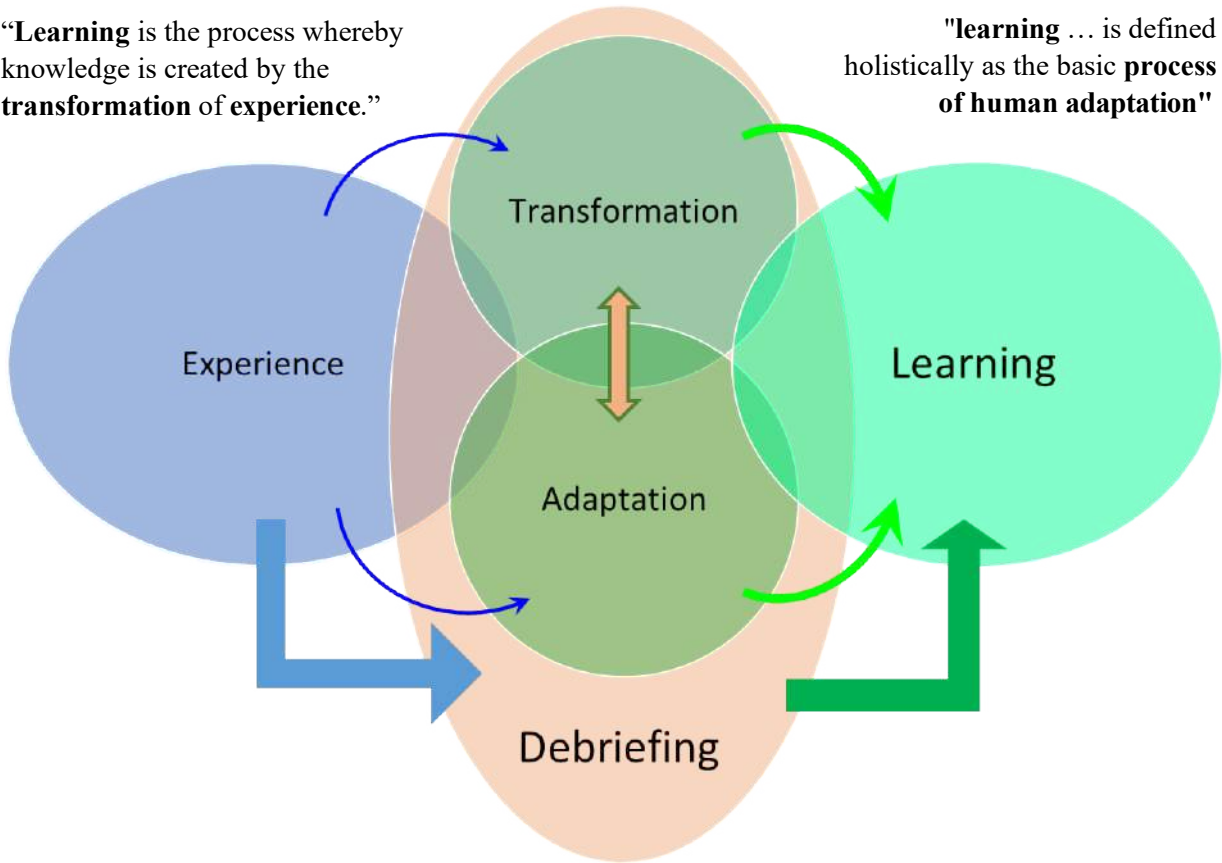 “Learning is the process whereby
knowledge is created by the
transformation of experience.”
"learning … is defined
holistically as the basic process
of human adaptation"
Transformation
Experience
Learning
Adaptation
Debriefing